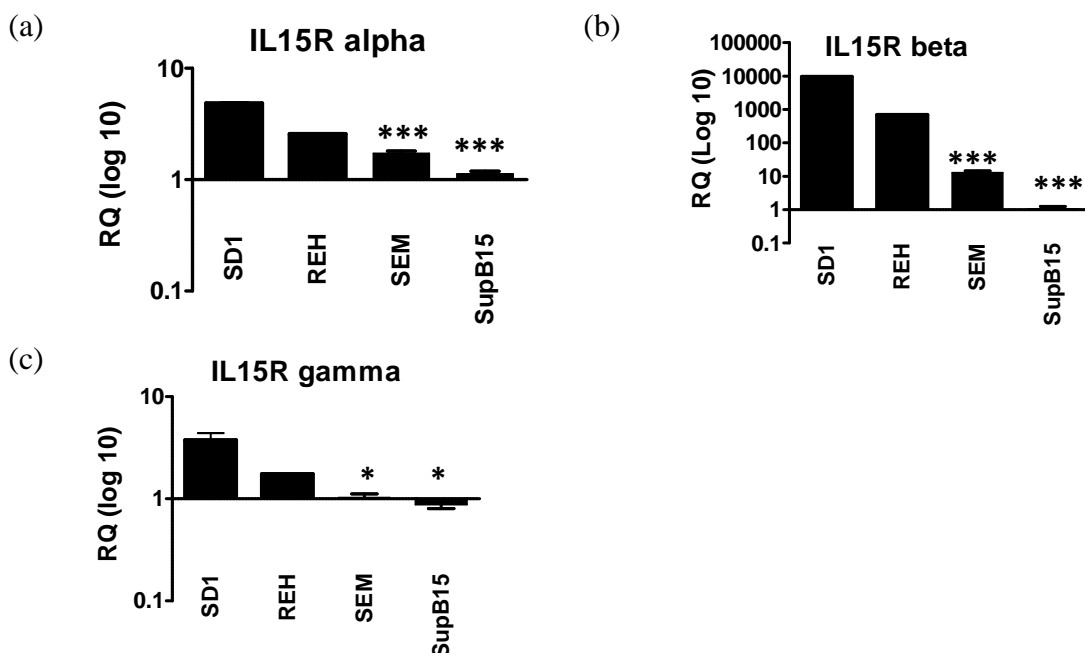 (a)
IL15R alpha
RQ (log 10)
10
1
0.1
***
***
SD1
REH
SEM
SupB15
(b)
IL15R beta
RQ (Log 10)
100000
10000
1000
100
10
1
0.1
***
***
SD1
REH
SEM
SupB15
(c)
IL15R gamma
RQ (log 10)
10
1
0.1
*
*
SD1
REH
SEM
SupB15